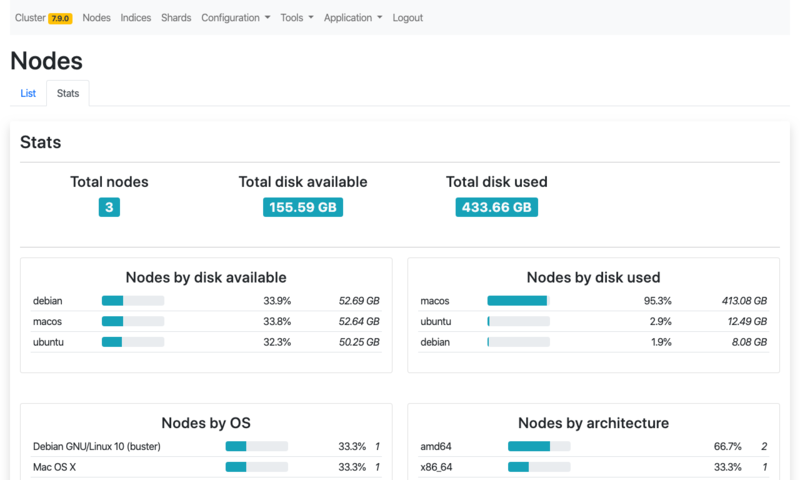 Cluster 7.9.0 Nodes Indices Shards Configuration Tools Application Logout
Nodes
List Stats
Stats
Total nodes Total disk available Total disk used
3 155.59 GB 433.66 GB
Nodes by disk available
debian 33.9% 52.69 GB
macos 33.8% 52.64 GB
ubuntu 32.3% 50.25 GB
Nodes by disk used
macos 95.3% 413.08 GB
ubuntu 2.9% 12.49 GB
debian 1.9% 8.08 GB
Nodes by OS
Debian GNU/Linux 10 (buster) 33.3% 1
Mac OS X 33.3% 1
Nodes by architecture
amd64 66.7% 2
x86_64 33.3% 1